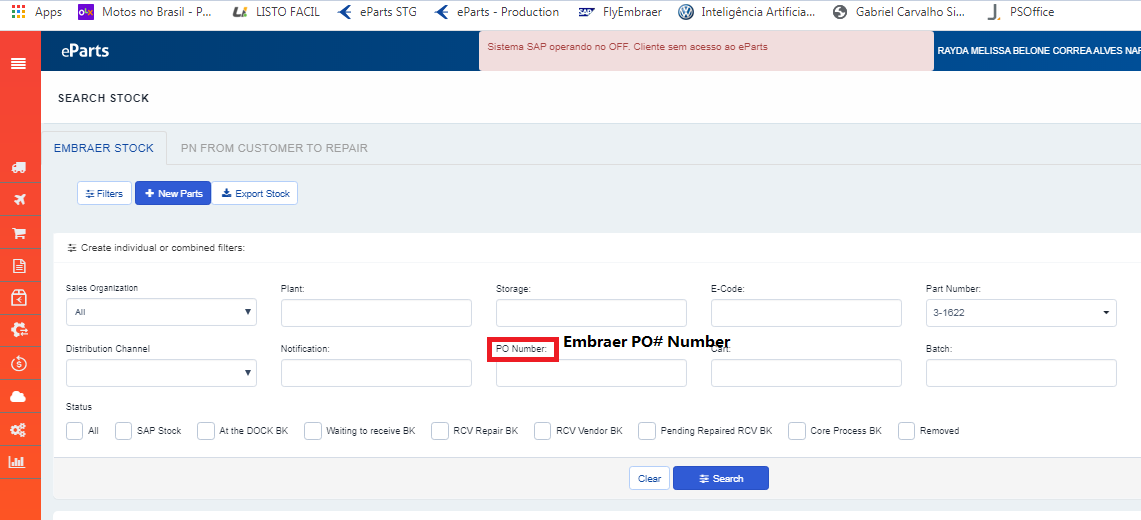 Apps Motos no Brasil - P... LISTO FACIL eParts STG eParts - Production SAP FlyEmbraer Inteligência Artificia... Gabriel Carvalho Si... PSOffice
eParts Sistema SAP operando no OFF. Cliente sem acesso ao eParts RAYDA MELISSA BELONE CORREA ALVES NAR
SEARCH STOCK
EMBRAER STOCK PN FROM CUSTOMER TO REPAIR
Filters + New Parts Export Stock
Create individual or combined filters:
Sales Organization Plant: Storage: E-Code: Part Number:
All 3-1622
Distribution Channel Notification: PO Number: Embraer PO# Number Cart: Batch:
Status
All SAP Stock At the DOCK BK Waiting to receive BK RCV Repair BK RCV Vendor BK Pending Repaired RCV BK Core Process BK Removed
Clear Search